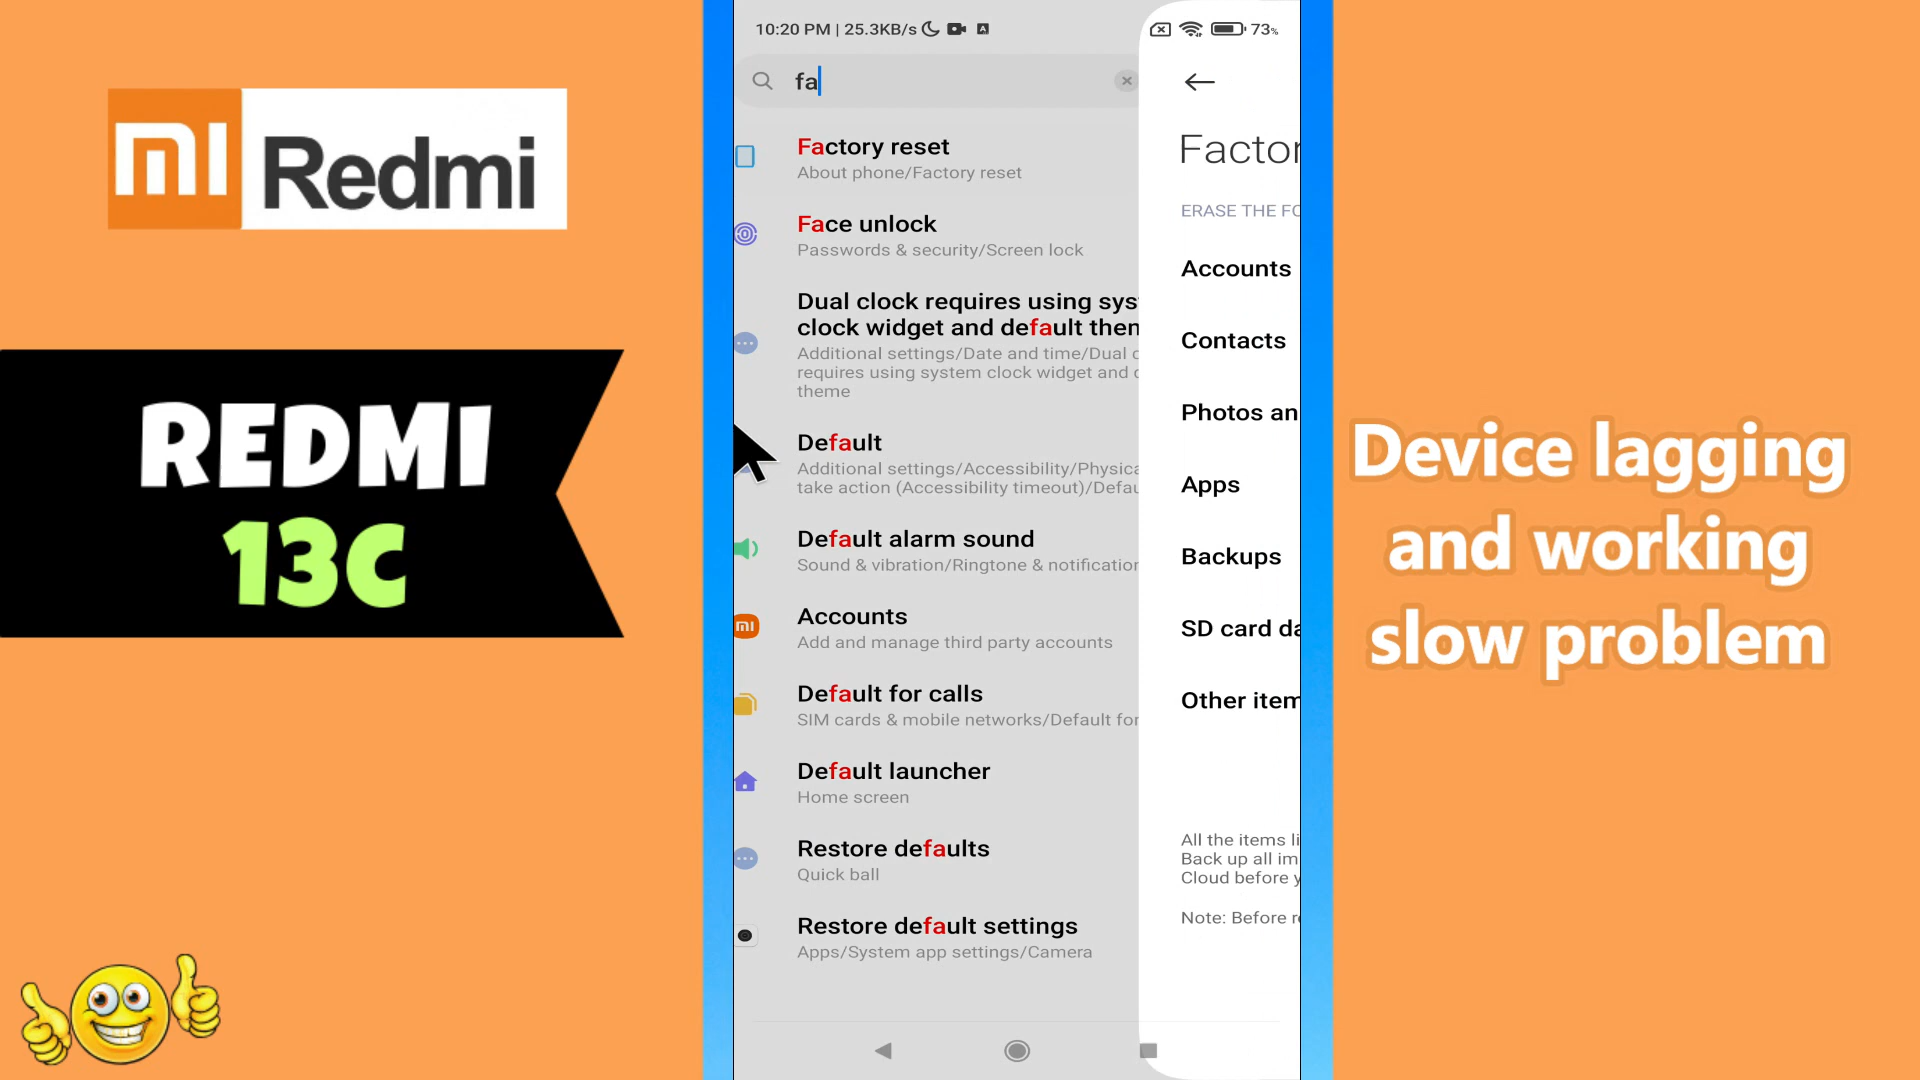 mi Redmi
REDMI
13C
10:20 PM | 25.3KB/s
A
73%
fa
Factory reset
About phone/Factory reset
Face unlock
Passwords & security/Screen lock
Dual clock requires using sys
clock widget and default then
Additional settings/Date and time/Dual c
requires using system clock widget and d
theme
Default
Additional settings/Accessibility/Physica
take action (Accessibility timeout)/Defau
Default alarm sound
Sound & vibration/Ringtone & notification
mi
Accounts
Add and manage third party accounts
Default for calls
SIM cards & mobile networks/Default for
Default launcher
Home screen
Restore defaults
Quick ball
Restore default settings
Apps/System app settings/Camera
Factor
ERASE THE FO
Accounts
Contacts
Photos an
Apps
Backups
SD card da
Other item
All the items li
Back up all im
Cloud before y
Note: Before re
Device lagging
and working
slow problem